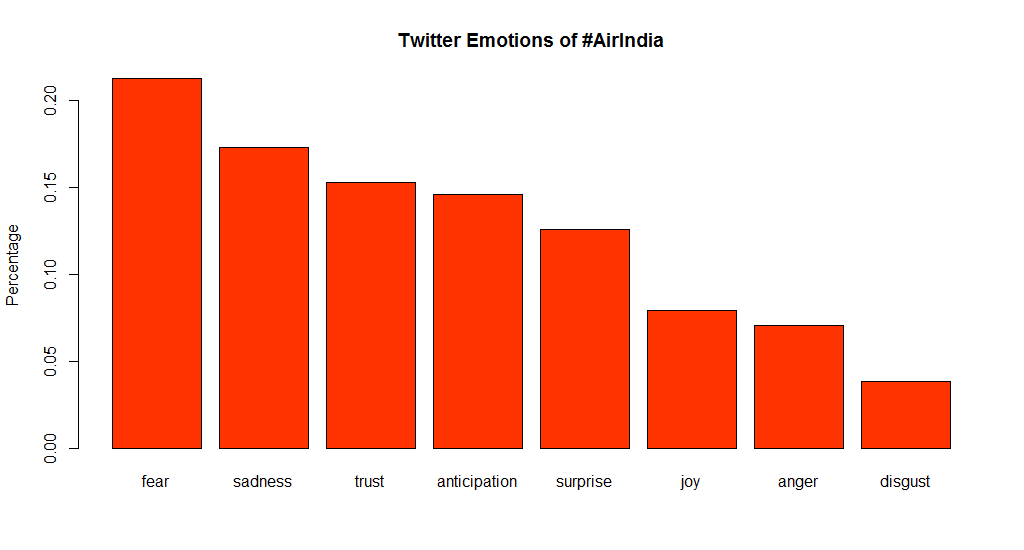 Twitter Emotions of #AirIndia
Percentage
0.20
0.15
0.10
0.05
0.00
fear sadness trust anticipation surprise joy anger disgust